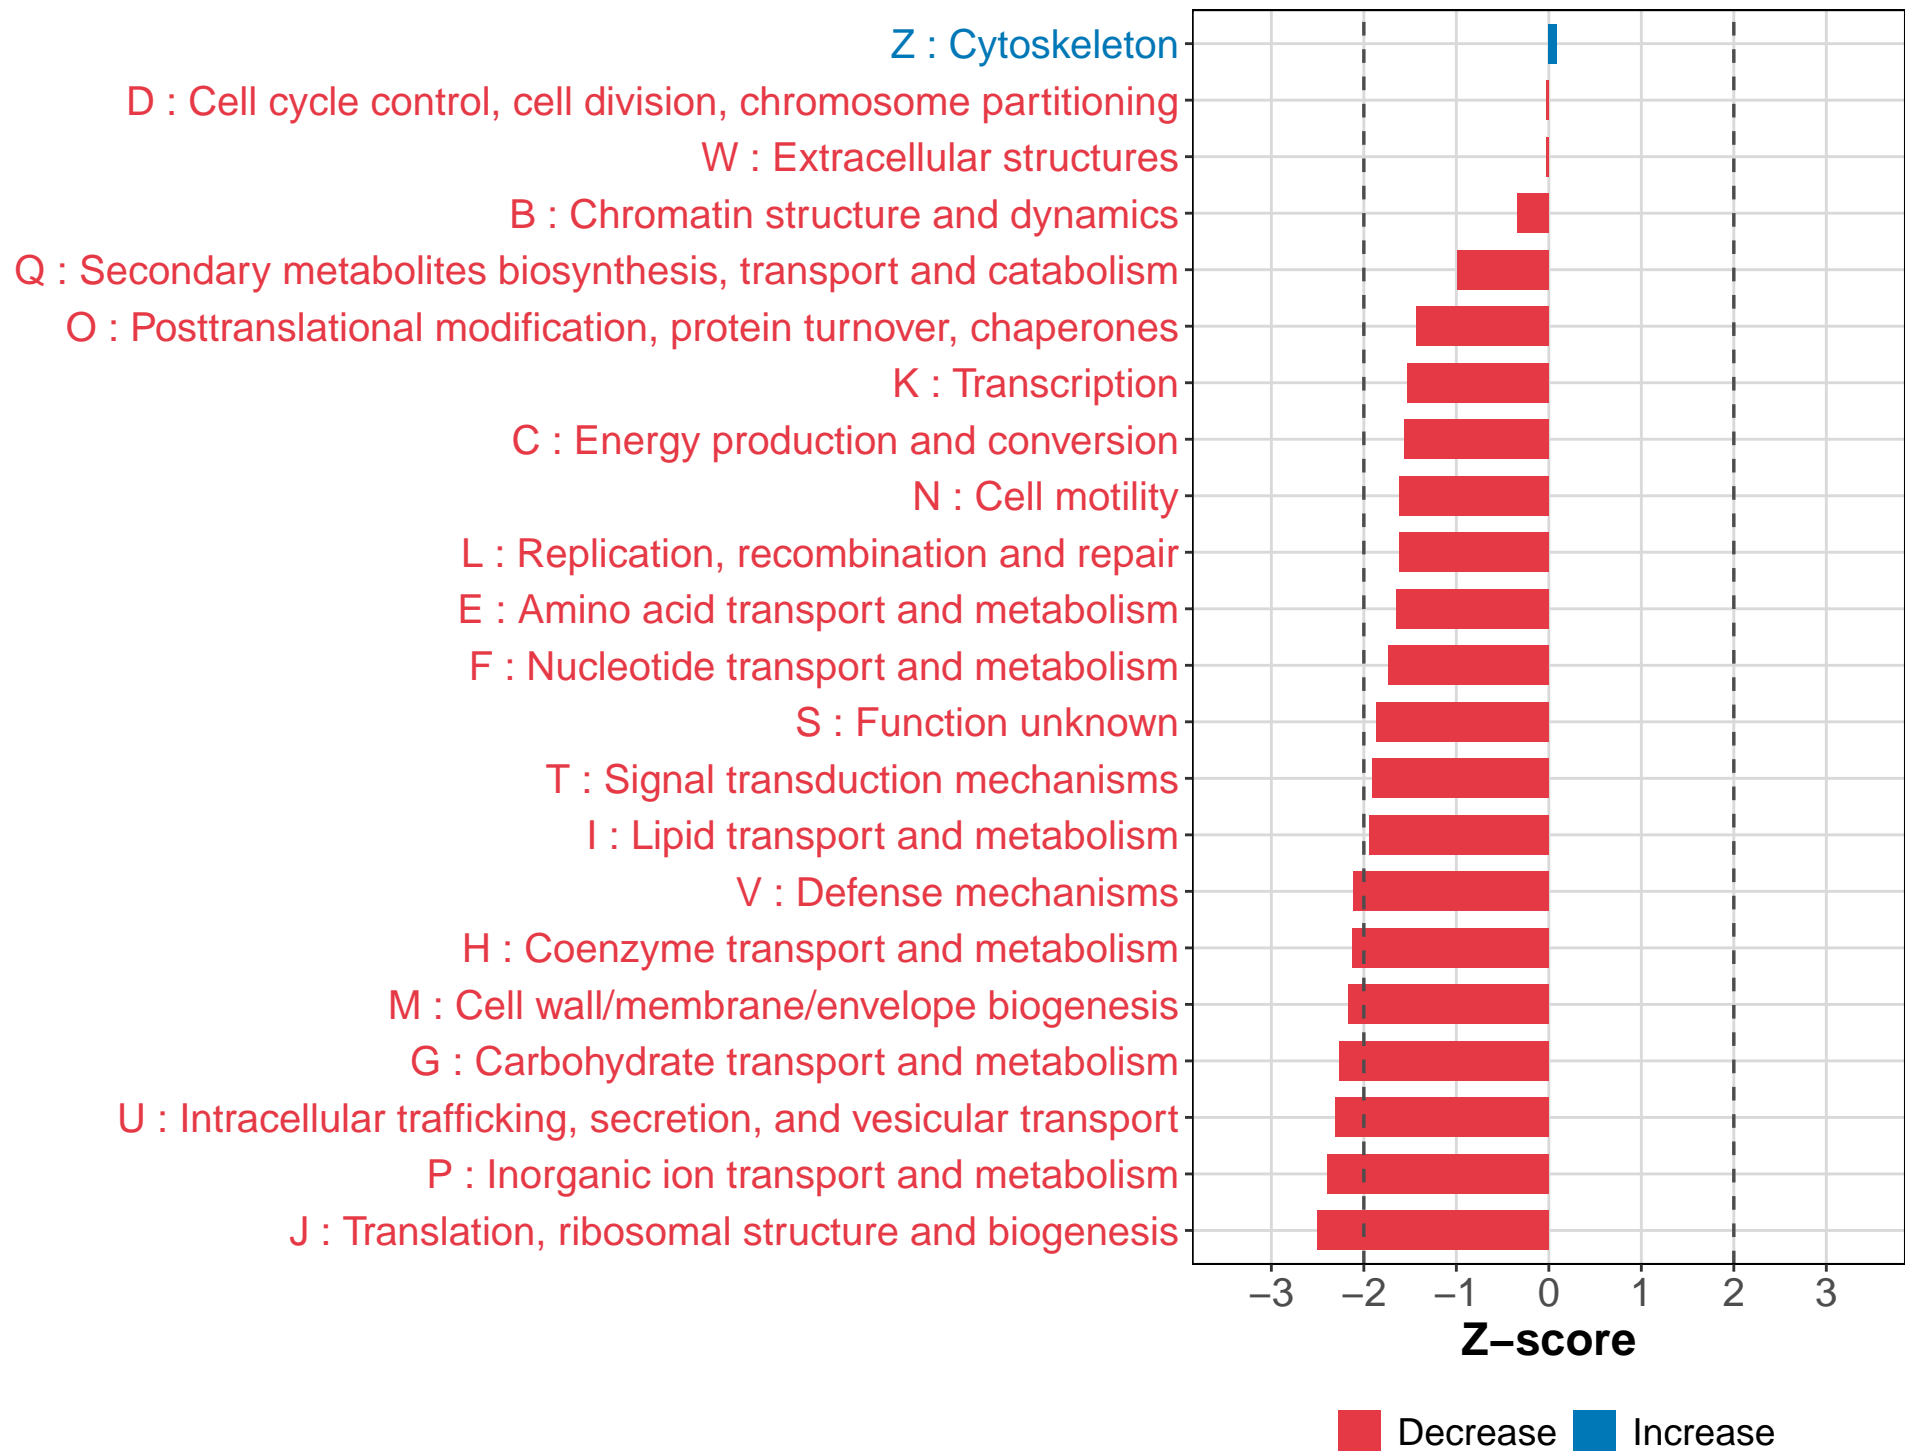 Z : Cytoskeleton
D : Cell cycle control, cell division, chromosome partitioning
W : Extracellular structures
B : Chromatin structure and dynamics
Q : Secondary metabolites biosynthesis, transport and catabolism
O : Posttranslational modification, protein turnover, chaperones
K : Transcription
C : Energy production and conversion
N : Cell motility
L : Replication, recombination and repair
E : Amino acid transport and metabolism
F : Nucleotide transport and metabolism
S : Function unknown
T : Signal transduction mechanisms
I : Lipid transport and metabolism
V : Defense mechanisms
H : Coenzyme transport and metabolism
M : Cell wall/membrane/envelope biogenesis
G : Carbohydrate transport and metabolism
U : Intracellular trafficking, secretion, and vesicular transport
P : Inorganic ion transport and metabolism
J : Translation, ribosomal structure and biogenesis
−3 −2 −1 0 1 2 3
Z−score
Decrease Increase